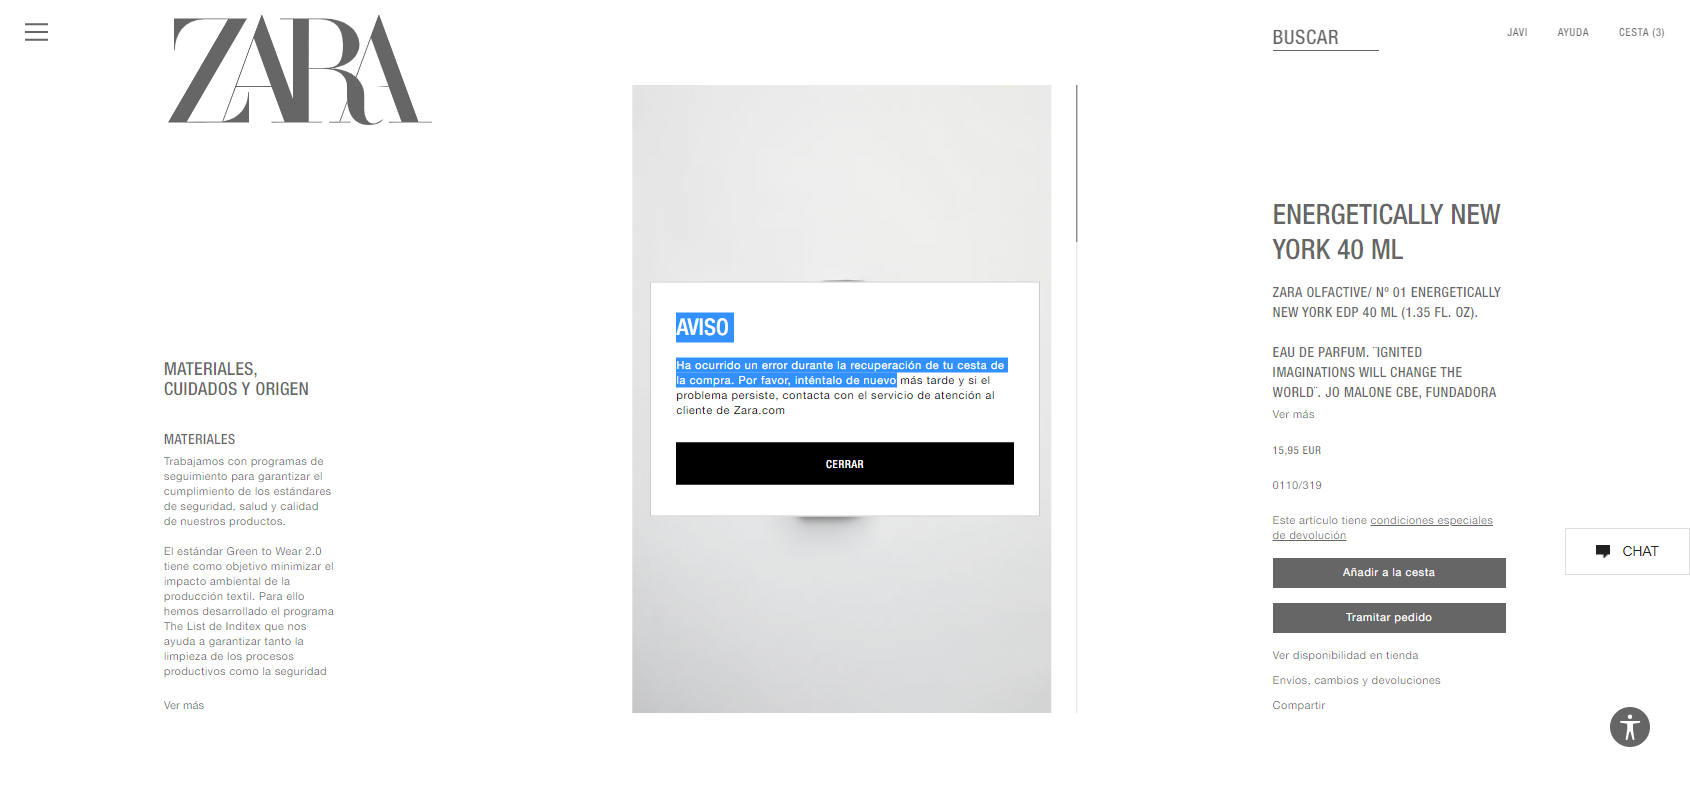 ZARA
BUSCAR
JAVI
AYUDA
CESTA (3)
MATERIALES,
CUIDADOS Y ORIGEN
MATERIALES
Trabajamos con programas de
seguimiento para garantizar el
cumplimiento de los estándares
de seguridad, salud y calidad
de nuestros productos.
El estándar Green to Wear 2.0
tiene como objetivo minimizar el
impacto ambiental de la
producción textil. Para ello
hemos desarrollado el programa
The List de Inditex que nos
ayuda a garantizar tanto la
limpieza de los procesos
productivos como la seguridad
Ver más
AVISO
Ha ocurrido un error durante la recuperación de tu cesta de
la compra. Por favor, inténtalo de nuevo más tarde y si el
problema persiste, contacta con el servicio de atención al
cliente de Zara.com
CERRAR
ENERGETICALLY NEW
YORK 40 ML
ZARA OLFACTIVE/ Nº 01 ENERGETICALLY
NEW YORK EDP 40 ML (1.35 FL. OZ).
EAU DE PARFUM. ¨IGNITED
IMAGINATIONS WILL CHANGE THE
WORLD¨. JO MALONE CBE, FUNDADORA
Ver más
15,95 EUR
0110/319
Este artículo tiene condiciones especiales
de devolución
Añadir a la cesta
Tramitar pedido
Ver disponibilidad en tienda
Envíos, cambios y devoluciones
Compartir
CHAT